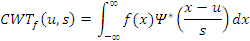 CWT_f(u,s) = ∫_{-∞}^{∞} f(x)Ψ*((x − u)/s) dx